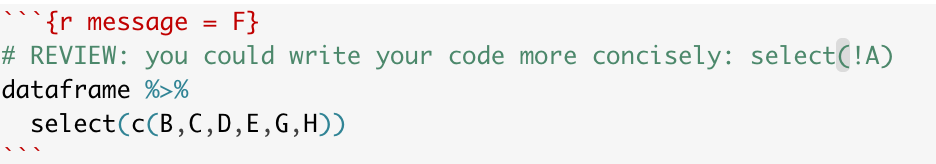 ```{r message = F}
# REVIEW: you could write your code more concisely: select(!A)
dataframe %>%
  select(c(B,C,D,E,G,H))
```